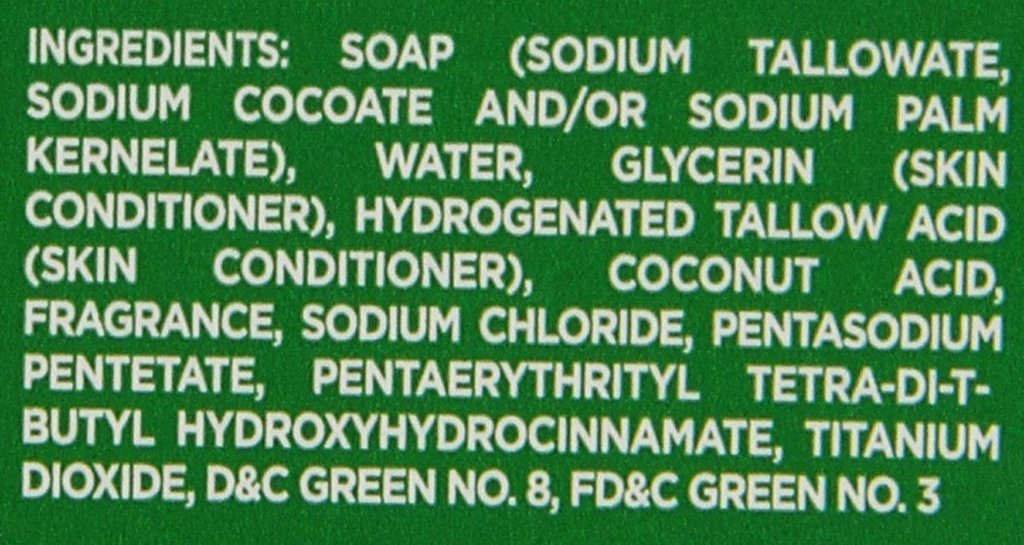 INGREDIENTS: SOAP (SODIUM TALLOWATE,
SODIUM COCOATE AND/OR SODIUM PALM
KERNELATE), WATER, GLYCERIN (SKIN
CONDITIONER), HYDROGENATED TALLOW ACID
(SKIN CONDITIONER), COCONUT ACID,
FRAGRANCE, SODIUM CHLORIDE, PENTASODIUM
PENTETATE, PENTAERYTHRITYL TETRA-DI-T-
BUTYL HYDROXYHYDROCINNAMATE, TITANIUM
DIOXIDE, D&C GREEN NO. 8, FD&C GREEN NO. 3